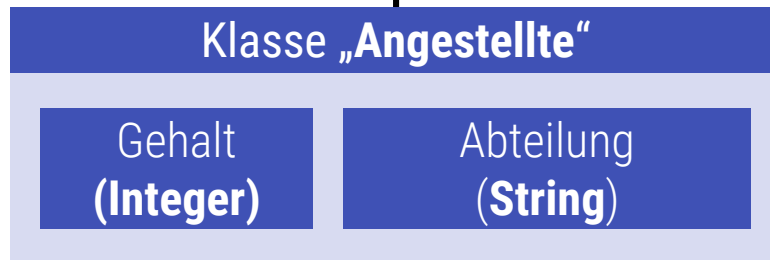 Klasse „Angestellte“
Gehalt
(Integer)
Abteilung
(String)